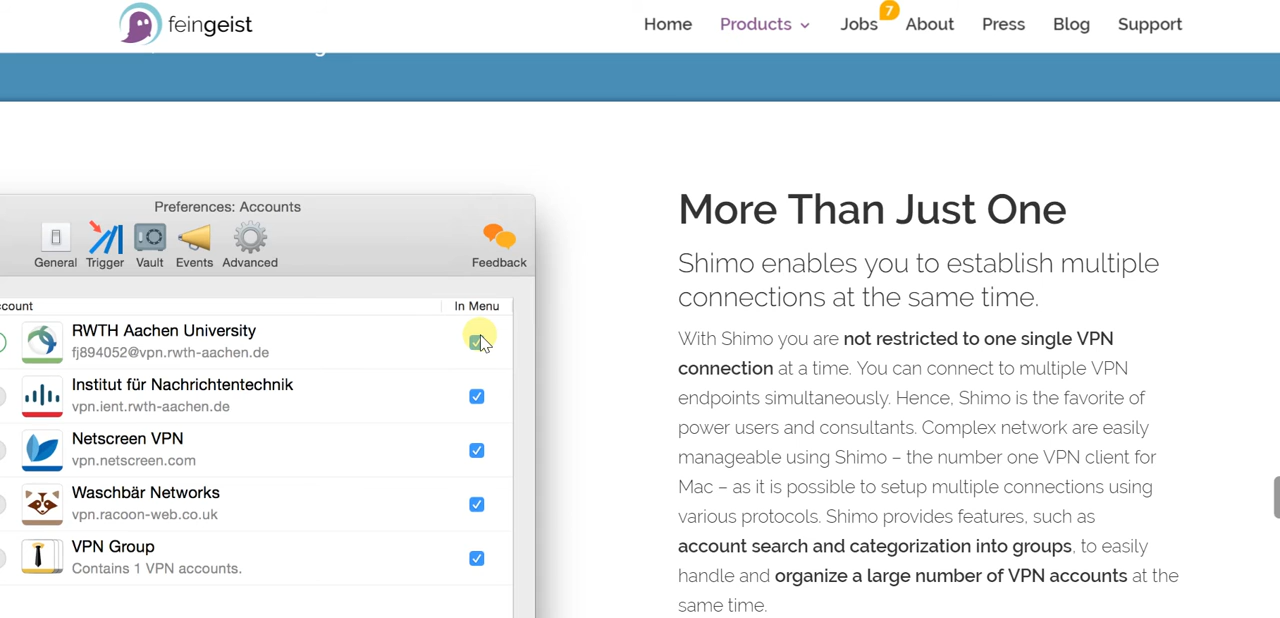 feingeist
Home Products Jobs 7 About Press Blog Support
Preferences: Accounts
General Trigger Vault Events Advanced Feedback
In Menu
RWTH Aachen University
fj894052@vpn.rwth-aachen.de
Institut für Nachrichtentechnik
vpn.ient.rwth-aachen.de
Netscreen VPN
vpn.netscreen.com
Waschbär Networks
vpn.racoon-web.co.uk
VPN Group
Contains 1 VPN accounts.
More Than Just One
Shimo enables you to establish multiple
connections at the same time.
With Shimo you are not restricted to one single VPN
connection at a time. You can connect to multiple VPN
endpoints simultaneously. Hence, Shimo is the favorite of
power users and consultants. Complex network are easily
manageable using Shimo – the number one VPN client for
Mac – as it is possible to setup multiple connections using
various protocols. Shimo provides features, such as
account search and categorization into groups, to easily
handle and organize a large number of VPN accounts at the
same time.